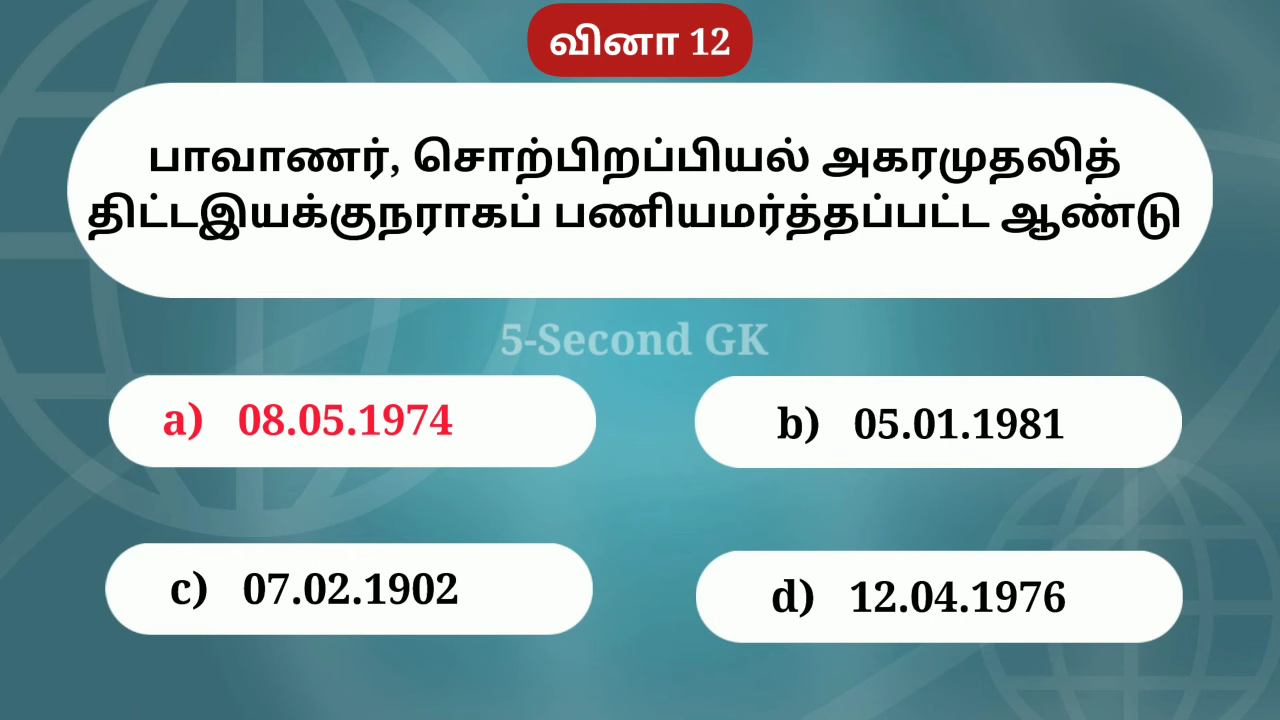 வினா 12
பாவாணர், சொற்பிறப்பியல் அகரமுதலித்
திட்டஇயக்குநராகப் பணியமர்த்தப்பட்ட ஆண்டு
5-Second GK
a) 08.05.1974
b) 05.01.1981
c) 07.02.1902
d) 12.04.1976